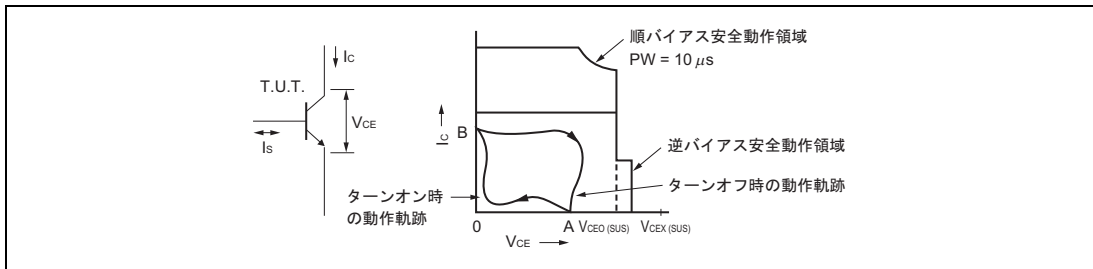 T.U.T.
IC
VCE
IS
順バイアス安全動作領域
PW = 10 μs
IC
B
逆バイアス安全動作領域
ターンオフ時の動作軌跡
ターンオン時
の動作軌跡
0
A
VCEO (SUS)
VCEX (SUS)
VCE